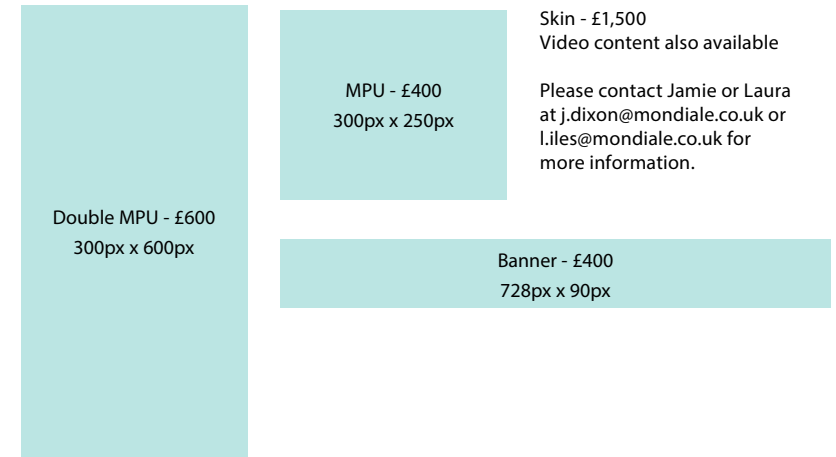 Double MPU - £600
300px x 600px
MPU - £400
300px x 250px
Skin - £1,500
Video content also available
Please contact Jamie or Laura
at j.dixon@mondiale.co.uk or
l.iles@mondiale.co.uk for
more information.
Banner - £400
728px x 90px